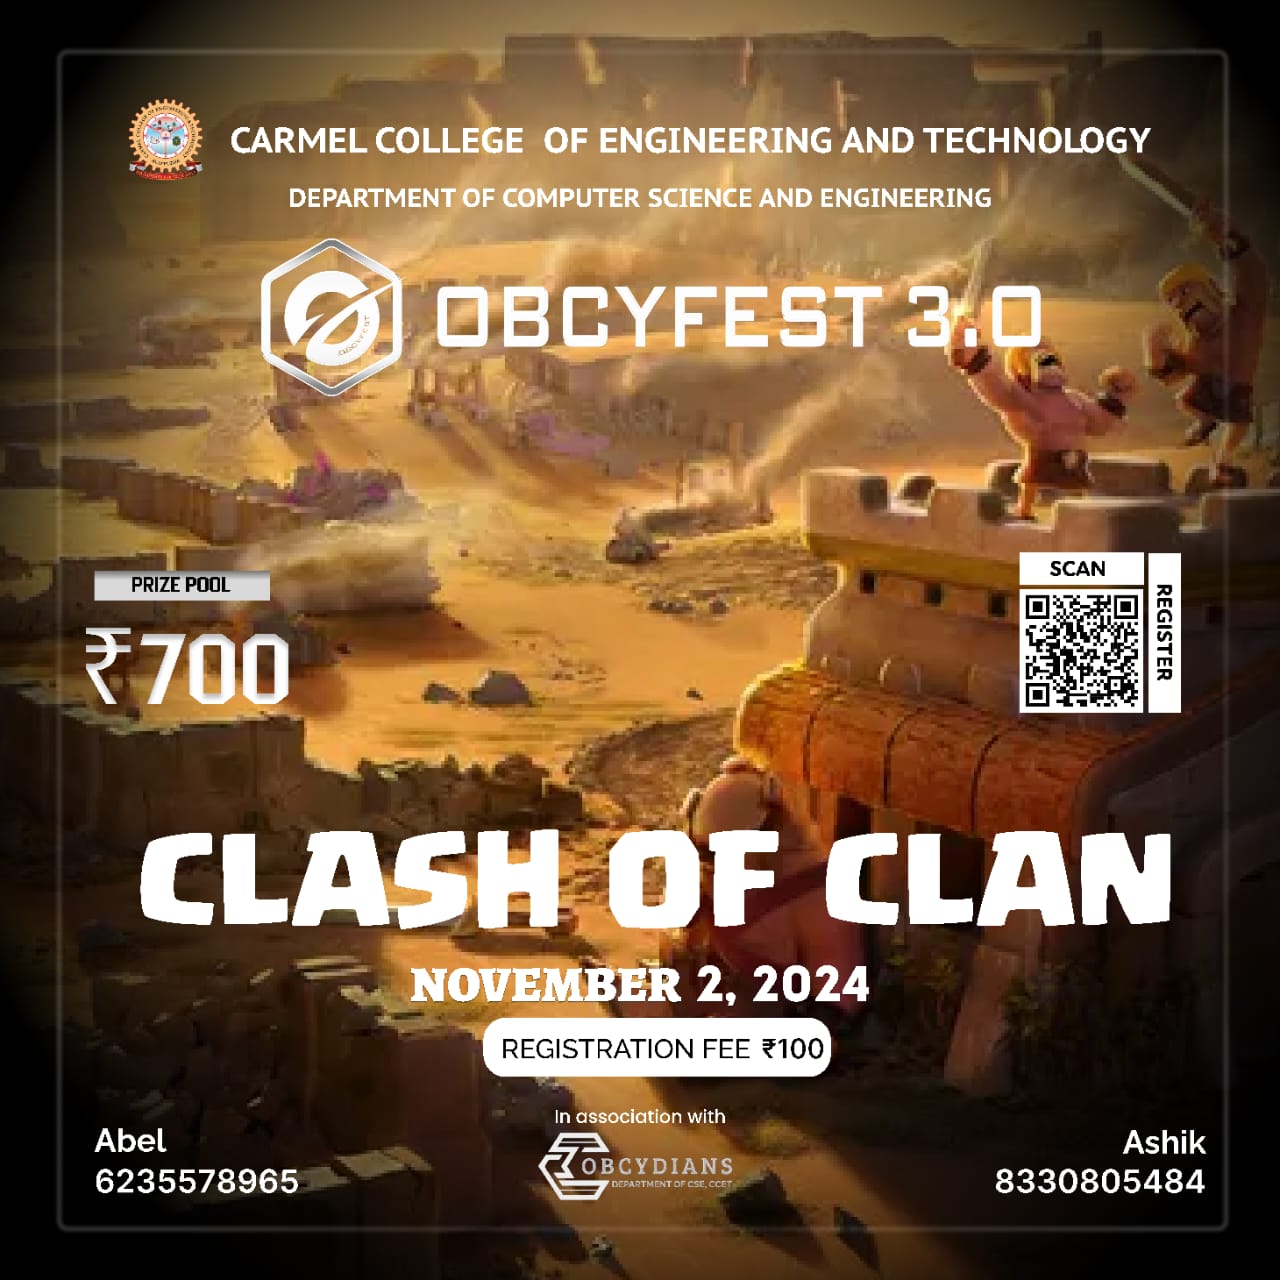 CARMEL COLLEGE OF ENGINEERING AND TECHNOLOGY
DEPARTMENT OF COMPUTER SCIENCE AND ENGINEERING
OBCYFEST 3.0
PRIZE POOL
₹700
SCAN
REGISTER
CLASH OF CLAN
NOVEMBER 2, 2024
REGISTRATION FEE ₹100
In association with
OBCYDIANS
DEPARTMENT OF CSE, CCET
Abel
6235578965
Ashik
8330805484